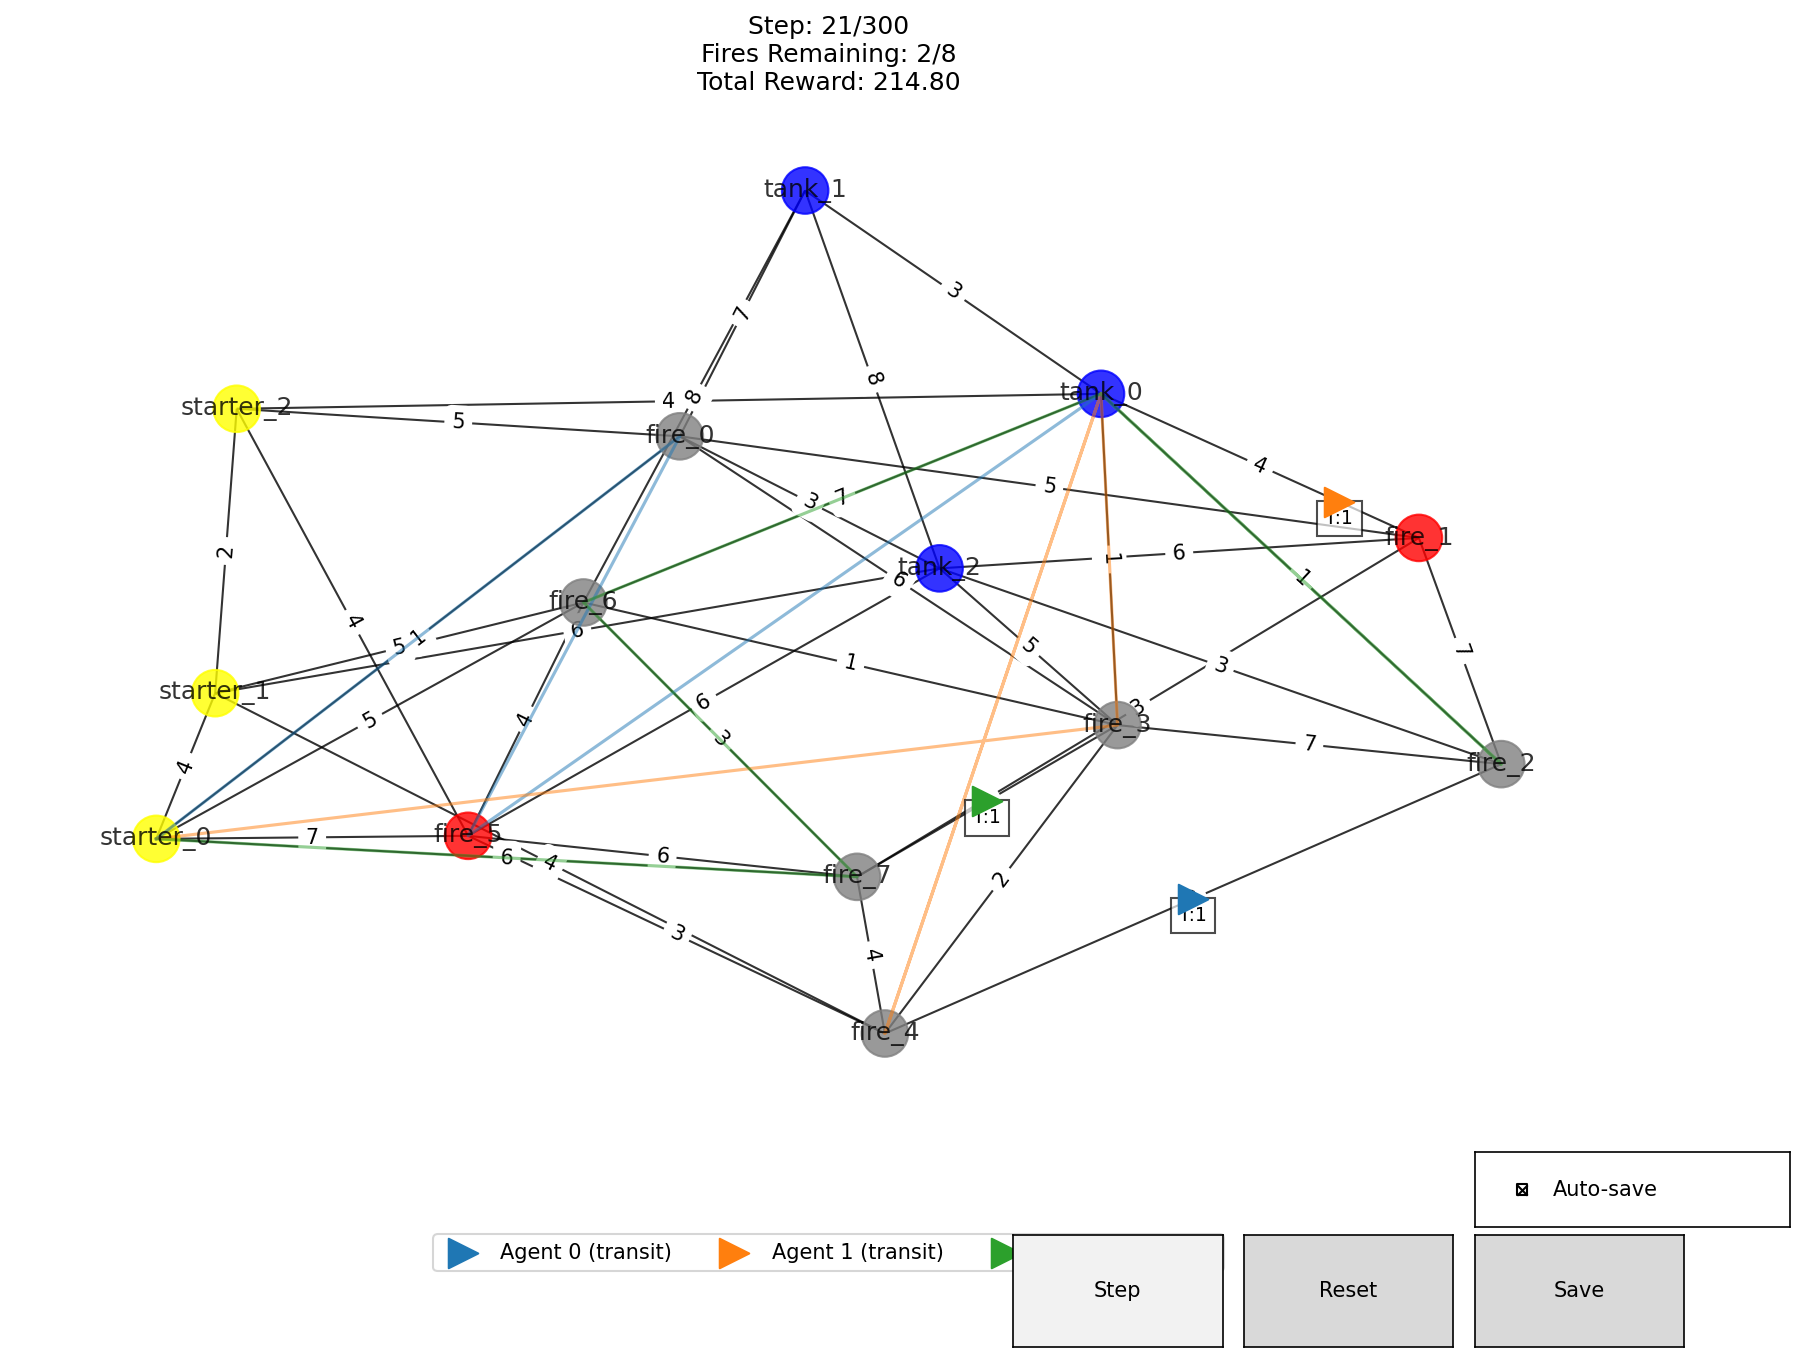 Step: 21/300
Fires Remaining: 2/8
Total Reward: 214.80
tank_1
7
3
8
8
starter_2
4
5
tank_0
fire_0
4
5
3
7
T:1
fire_1
tank_2
6
1
1
2
6
fire_6
4
5
1
6
5
1
3
7
starter_1
6
5
4
3
3
fire_3
7
fire_2
4
starter_0
7
fire_5
6
6
4
T:1
fire_7
2
T:1
3
4
fire_4
Auto-save
Agent 0 (transit)
Agent 1 (transit)
Step
Reset
Save